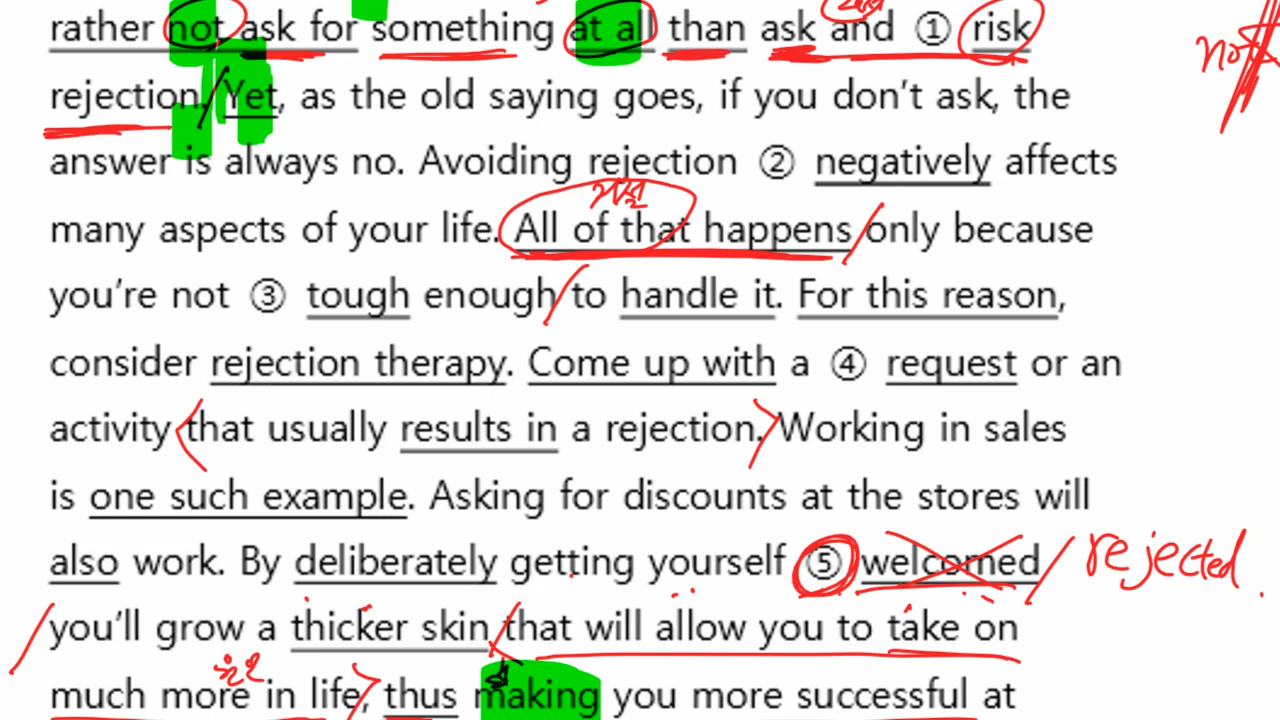 rather not ask for something at all than ask and ① risk
not
rejection. Yet, as the old saying goes, if you don't ask, the
answer is always no. Avoiding rejection ② negatively affects
거절
many aspects of your life. All of that happens only because
you're not ③ tough enough to handle it. For this reason,
consider rejection therapy. Come up with a ④ request or an
activity that usually results in a rejection. Working in sales
is one such example. Asking for discounts at the stores will
also work. By deliberately getting yourself ⑤ welcomed rejected.
you'll grow a thicker skin that will allow you to take on
much more in life, thus making you more successful at